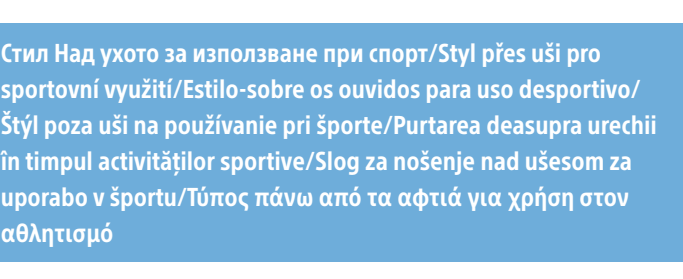 Стил Над ухото за използване при спорт/Styl přes uši pro
sportovní využití/Estilo-sobre os ouvidos para uso desportivo/
Štýl poza uši na používanie pri športe/Purtarea deasupra urechii
în timpul activităților sportive/Slog za nošenje nad ušesom za
uporabo v športu/Τύπος πάνω από τα αφτιά για χρήση στον
αθλητισμό